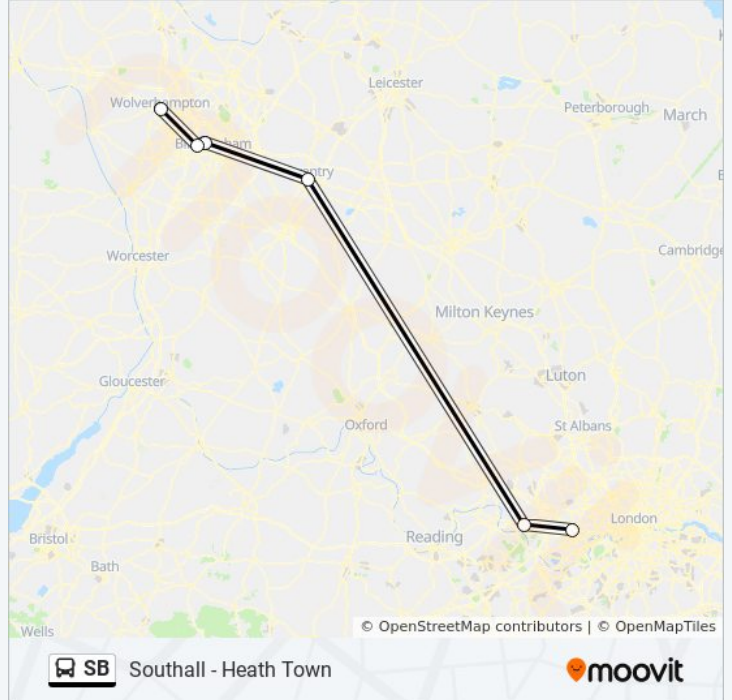 Leicester
Wolverhampton
Peterborough
March
Worcester
Cambridge
Milton Keynes
Gloucester
Luton
Oxford
St Albans
London
Reading
Bristol
Bath
Wells
© OpenStreetMap contributors | © OpenMapTiles
SB Southall - Heath Town
moovit